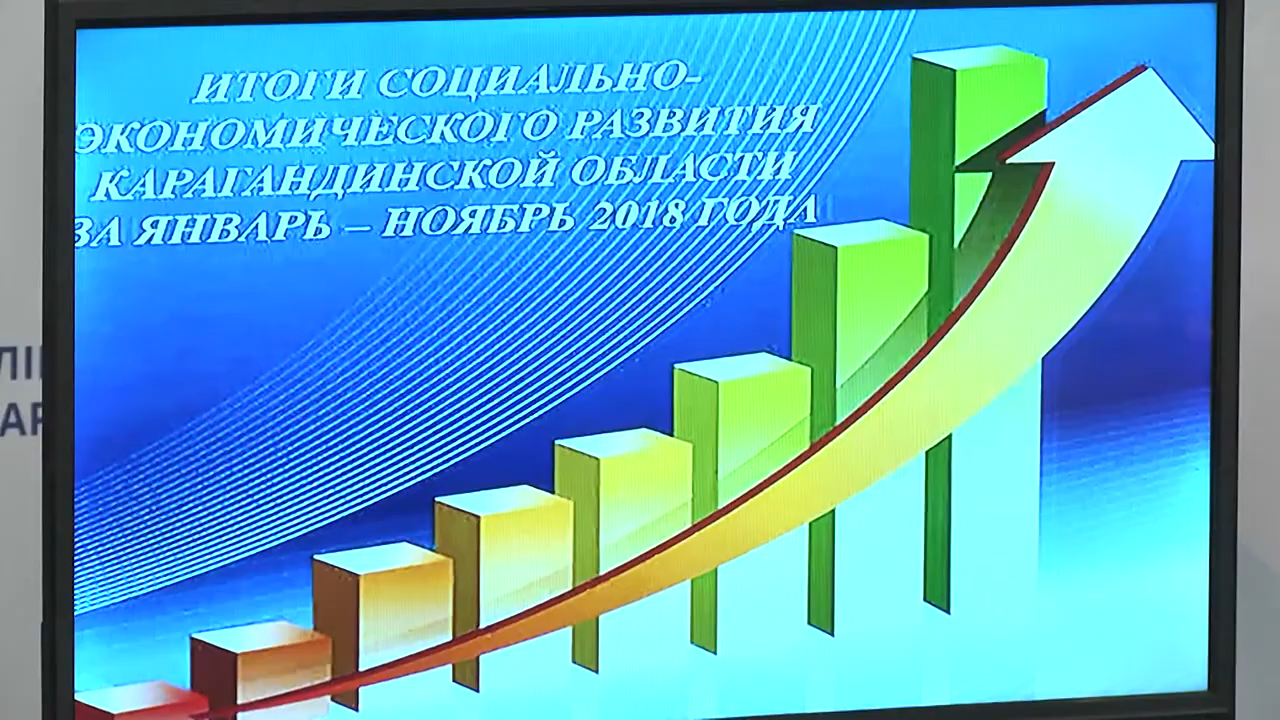 ИТОГИ СОЦИАЛЬНО-
ЭКОНОМИЧЕСКОГО РАЗВИТИЯ
КАРАГАНДИНСКОЙ ОБЛАСТИ
ЗА ЯНВАРЬ – НОЯБРЬ 2018 ГОДА